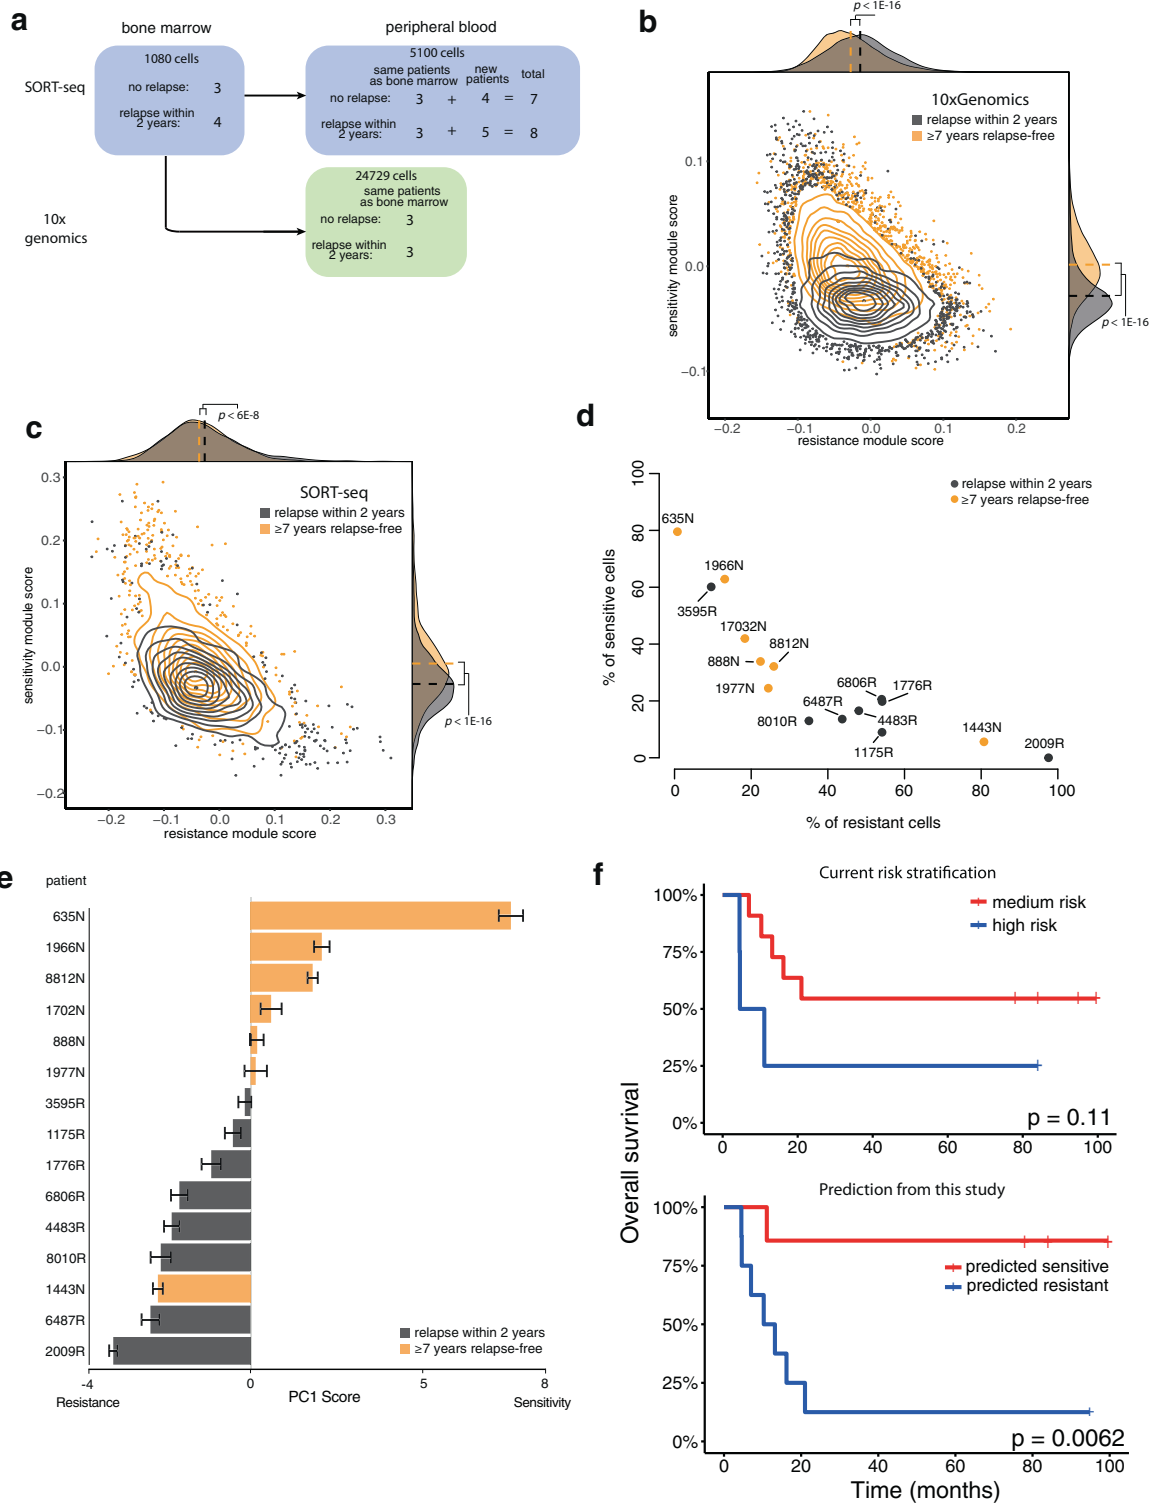 a
bone marrow
peripheral blood
SORT-seq
1080 cells
no relapse: 3
relapse within
2 years: 4
5100 cells
same patients
as bone marrow
new
patients
total
no relapse: 3 + 4 = 7
relapse within
2 years: 3 + 5 = 8
10x
genomics
24729 cells
same patients
as bone marrow
no relapse: 3
relapse within
2 years: 3
b
p < 1E-16
10xGenomics
relapse within 2 years
≥7 years relapse-free
sensitivity module score
0.1
0.0
−0.1
−0.2 −0.1 0.0 0.1 0.2
resistance module score
p < 1E-16
c
p < 6E-8
SORT-seq
relapse within 2 years
≥7 years relapse-free
sensitivity module score
0.3
0.2
0.1
0.0
−0.1
−0.2
−0.2 −0.1 0.0 0.1 0.2 0.3
resistance module score
p < 1E-16
d
relapse within 2 years
≥7 years relapse-free
% of sensitive cells
100
80
60
40
20
0
635N
1966N
3595R
17032N
8812N
888N
1977N
6806R
1776R
6487R
8010R
4483R
1175R
1443N
2009R
0 20 40 60 80 100
% of resistant cells
e
patient
635N
1966N
8812N
1702N
888N
1977N
3595R
1175R
1776R
6806R
4483R
8010R
1443N
6487R
2009R
relapse within 2 years
≥7 years relapse-free
-4 0 5 8
Resistance PC1 Score Sensitivity
f
Current risk stratification
medium risk
high risk
100%
75%
50%
25%
0%
p = 0.11
0 20 40 60 80 100
Overall suvrival
Prediction from this study
100%
75%
50%
25%
0%
predicted sensitive
predicted resistant
p = 0.0062
0 20 40 60 80 100
Time (months)